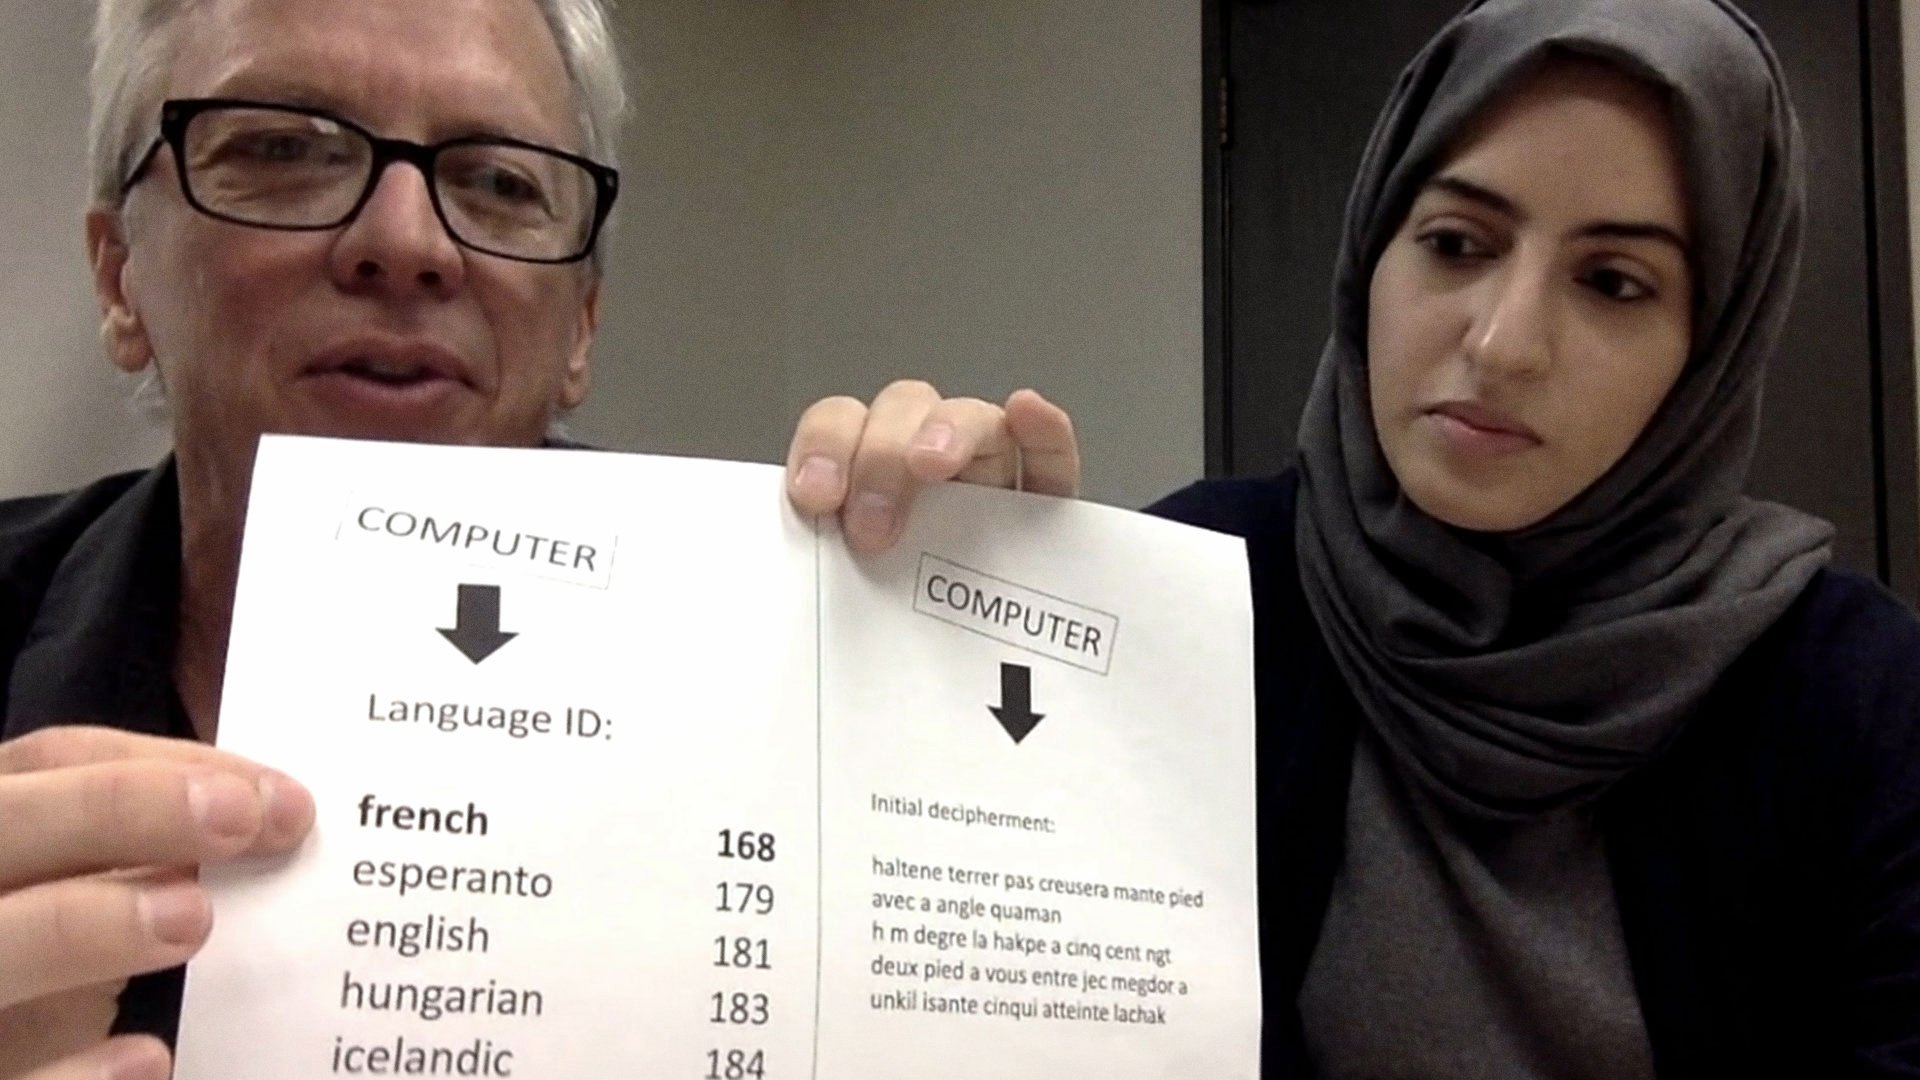 COMPUTER
Language ID:
french 168
esperanto 179
english 181
hungarian 183
icelandic 184
COMPUTER
Initial decipherment:
haltene terrer pas creusera mante pied
avec a angle quaman
h m degre la hakpe a cinq cent ngt
deux pied a vous entre jec megdor a
unkil isante cinqui atteinte lachak